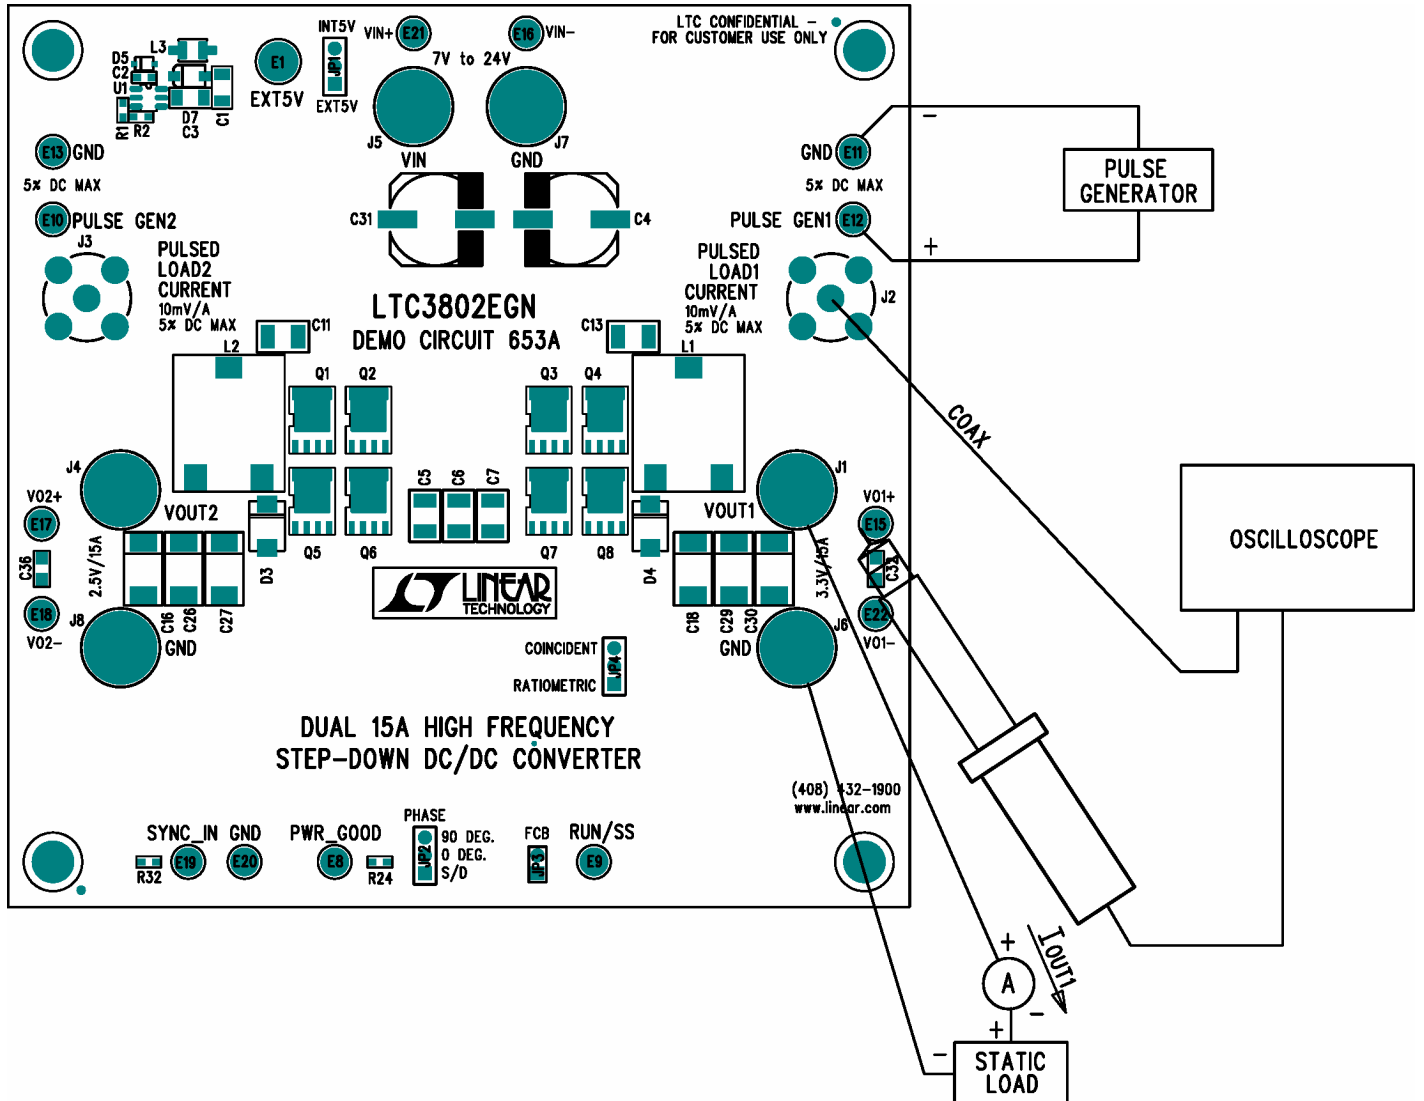 LTC CONFIDENTIAL -
FOR CUSTOMER USE ONLY
INT5V
JP1
EXT5V
VIN+
E21
E16
VIN-
7V to 24V
L3
D5
C2
U1
R1
R2
D7
C3
C1
E1
EXT5V
J5
VIN
J7
GND
E13
GND
5% DC MAX
E10
PULSE GEN2
J3
PULSED
LOAD2
CURRENT
10mV/A
5% DC MAX
GND
E11
5% DC MAX
PULSE GEN1
E12
PULSED
LOAD1
CURRENT
10mV/A
5% DC MAX
J2
-
+
PULSE
GENERATOR
C31
C4
LTC3802EGN
DEMO CIRCUIT 653A
C11
C13
L2
L1
Q1
Q2
Q3
Q4
COAX
J4
J1
C5
C6
C7
VO2+
E17
VOUT2
VOUT1
VO1+
E15
OSCILLOSCOPE
C36
2.5V/15A
D3
Q5
Q6
Q7
Q8
D4
3.3V/15A
C32
LINEAR
TECHNOLOGY
E18
VO2-
J8
GND
C16
C26
C27
C18
C29
C30
GND
J6
E22
VO1-
COINCIDENT
JP4
RATIOMETRIC
DUAL 15A HIGH FREQUENCY
STEP-DOWN DC/DC CONVERTER
(408) 432-1900
www.linear.com
SYNC_IN
GND
PWR_GOOD
PHASE
90 DEG.
0 DEG.
S/D
JP2
FCB
JP3
RUN/SS
R32
E19
E20
E8
R24
E9
+
A
-
IOUT1
+
-
STATIC
LOAD